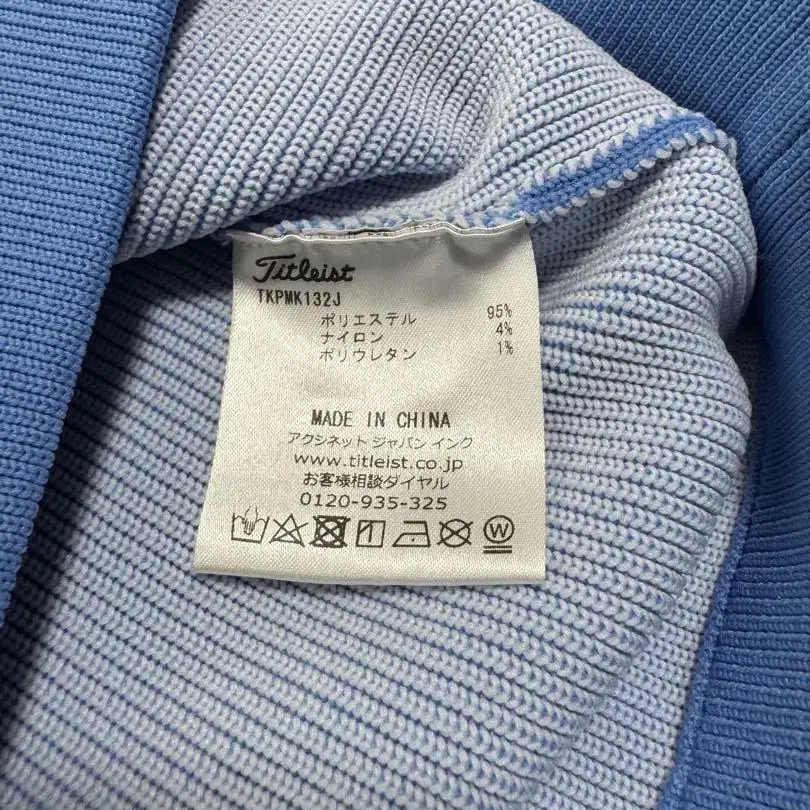 Titleist
TKPMK132J
ポリエステル 95%
ナイロン 4%
ポリウレタン 1%
MADE IN CHINA
アクシネット ジャパン インク
www.titleist.co.jp
お客様相談ダイヤル
0120-935-325
W